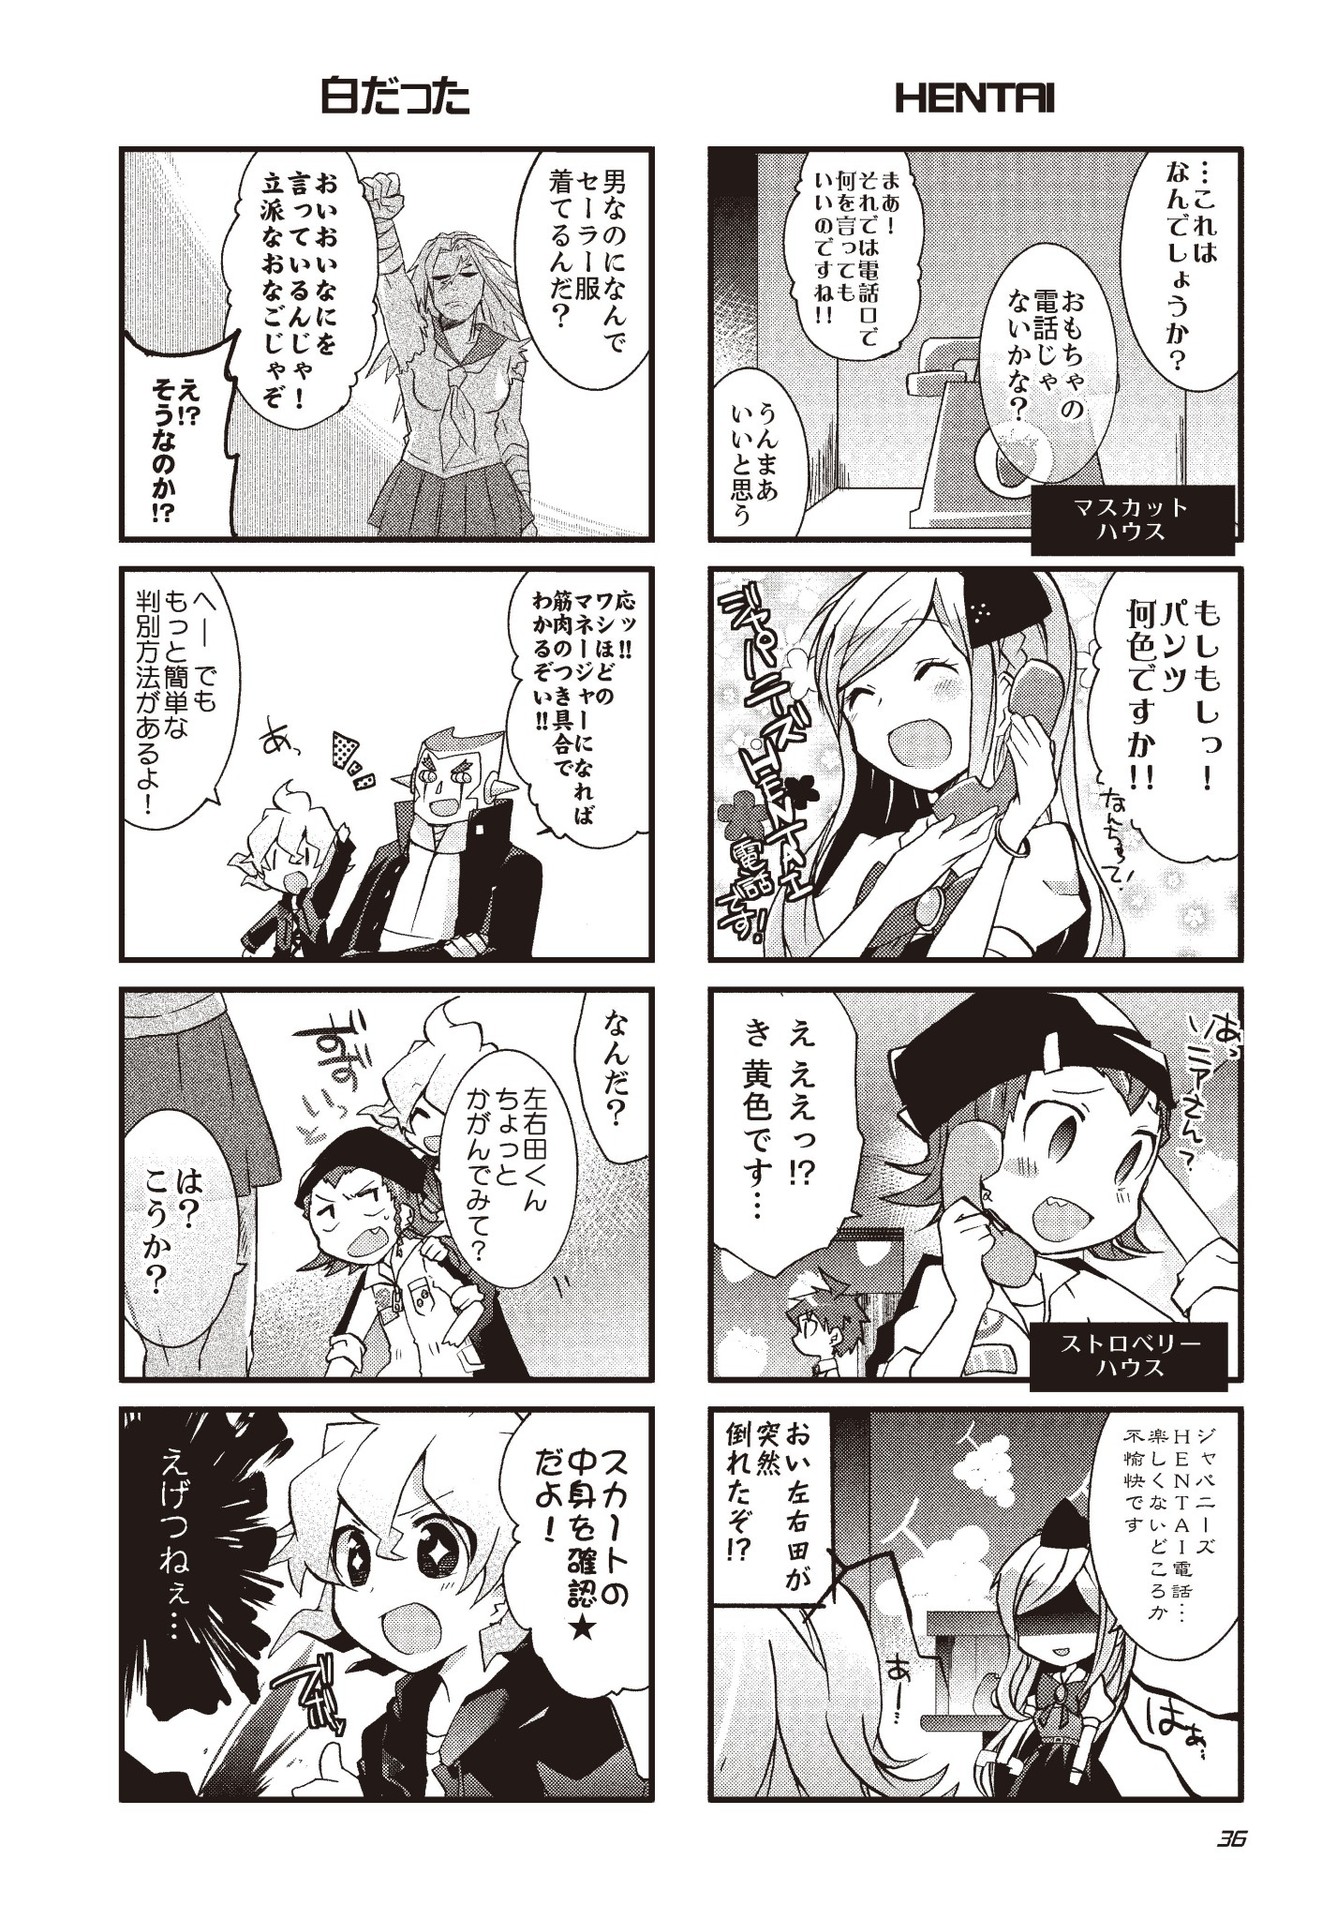 HENTAI
…これは
なんでしょうか?
おもちゃの
電話じゃ
ないかな?
まあ!
それでは電話口で
何を言っても
いいのですね!!
うんまあ
いいと思う
マスカット
ハウス
もしもしっ!
パンツ
何色ですか!!
なんちゃって!
ジャパニーズHENTAI
電話です!
はぁっ
ニアさん?
え えええっ!?
き 黄色です…
ストロベリー
ハウス
ジャパニーズ
HENTAI電話…
楽しくないどころか
不愉快です
はぁ…
おい左右田が
突然
倒れたぞ!?
あー…
白だった
男なのになんで
セーラー服
着てるんだ?
おいおいなにを
言っているんじゃ!
立派なおなごじゃぞ
え!?
そうなのか!?
応ッ!!
ワシほどの
マネージャーになれば
筋肉のつき具合で
わかるぞい!!
あっ
へー でも
もっと簡単な
判別方法があるよ!
なんだ?
左右田くん
ちょっと
かがんでみて?
ずずいっ
は?
こうか?
スカートの
中身を確認★
だよ!
えげつねぇ…
36